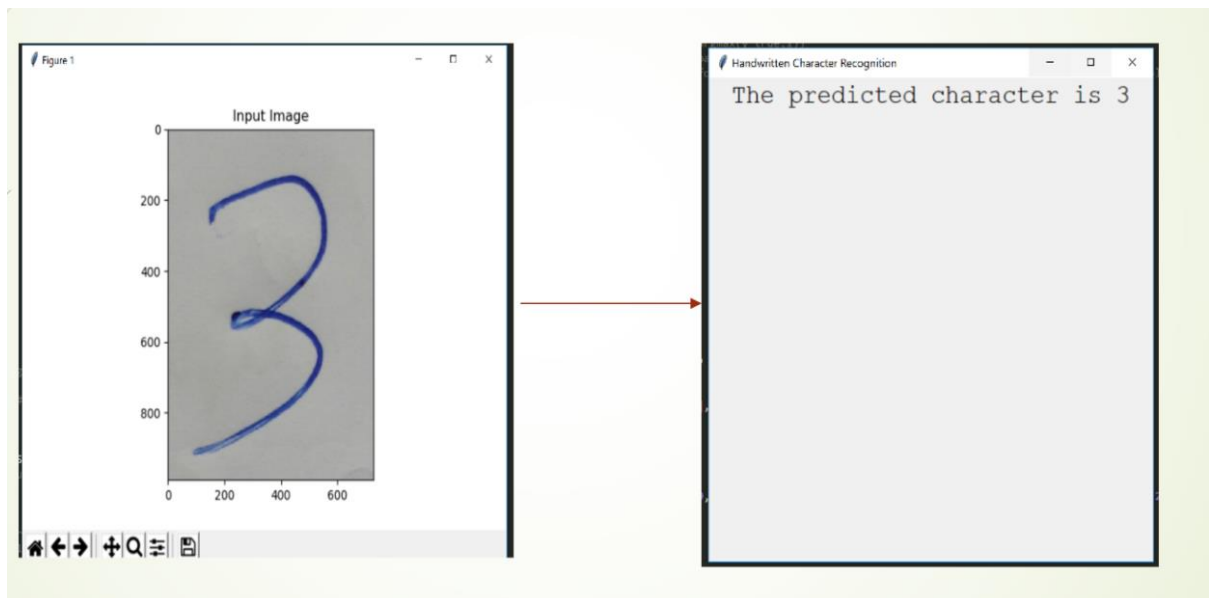 Figure 1
Input Image
0
200
400
600
800
0 200 400 600
3
Handwritten Character Recognition
The predicted character is 3